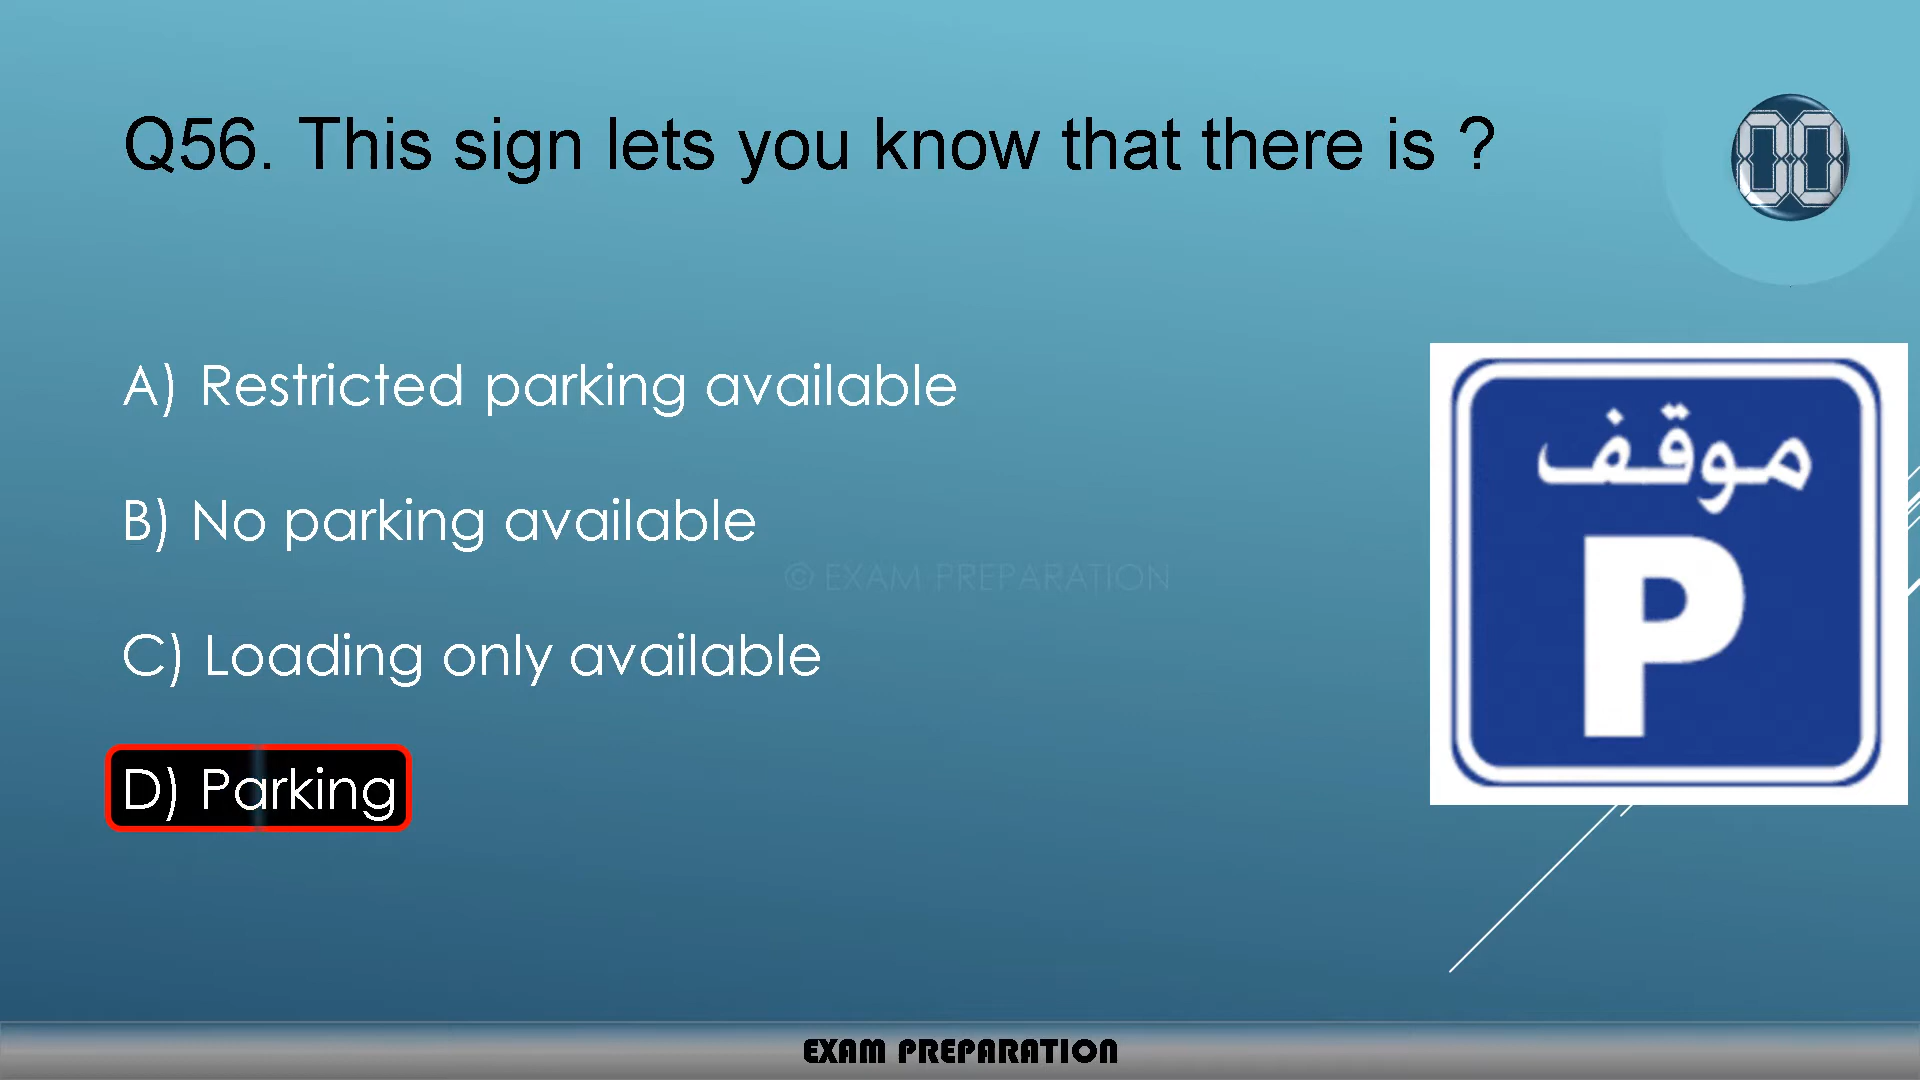 Q56. This sign lets you know that there is ?
00
A) Restricted parking available
B) No parking available
C) Loading only available
D) Parking
موقف
P
© EXAM PREPARATION
EXAM PREPARATION